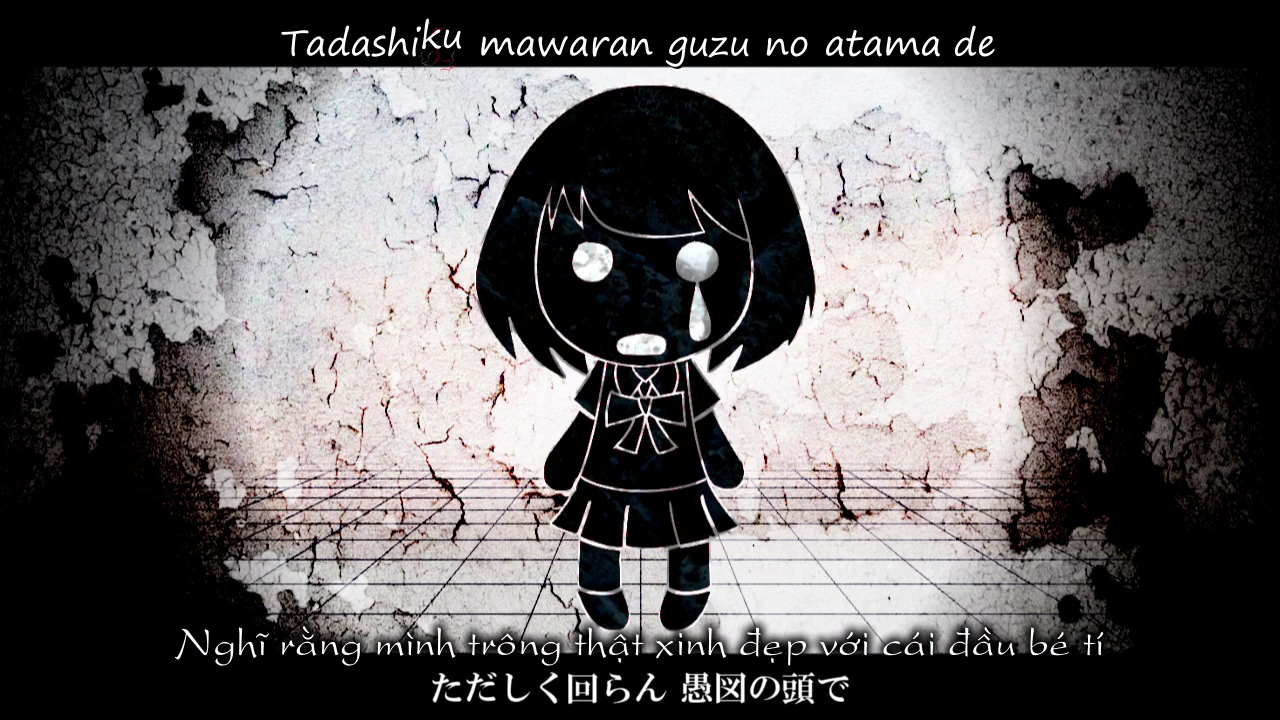 Tadashiku mawaran guzu no atama de
Nghĩ rằng mình trông thật xinh đẹp với cái đầu bé tí
ただしく回らん 愚図の頭で